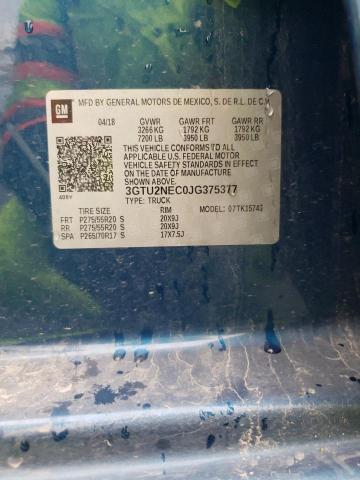 GM
MFD BY GENERAL MOTORS DE MEXICO, S. DE R.L. DE C.V.
04/18 GVWR GAWR FRT GAWR RR
3266 KG 1792 KG 1792 KG
7200 LB 3950 LB 3950 LB
THIS VEHICLE CONFORMS TO ALL
APPLICABLE U.S. FEDERAL MOTOR
VEHICLE SAFETY STANDARDS IN EFFECT
ON THE DATE OF MANUFACTURE
SHOWN ABOVE.
3GTU2NEC0JG375377
TYPE: TRUCK
TIRE SIZE RIM MODEL: 07TK15743
FRT P275/55R20 S 20X9J
RR P275/55R20 S 20X9J
SPA P265/70R17 S 17X7.5J